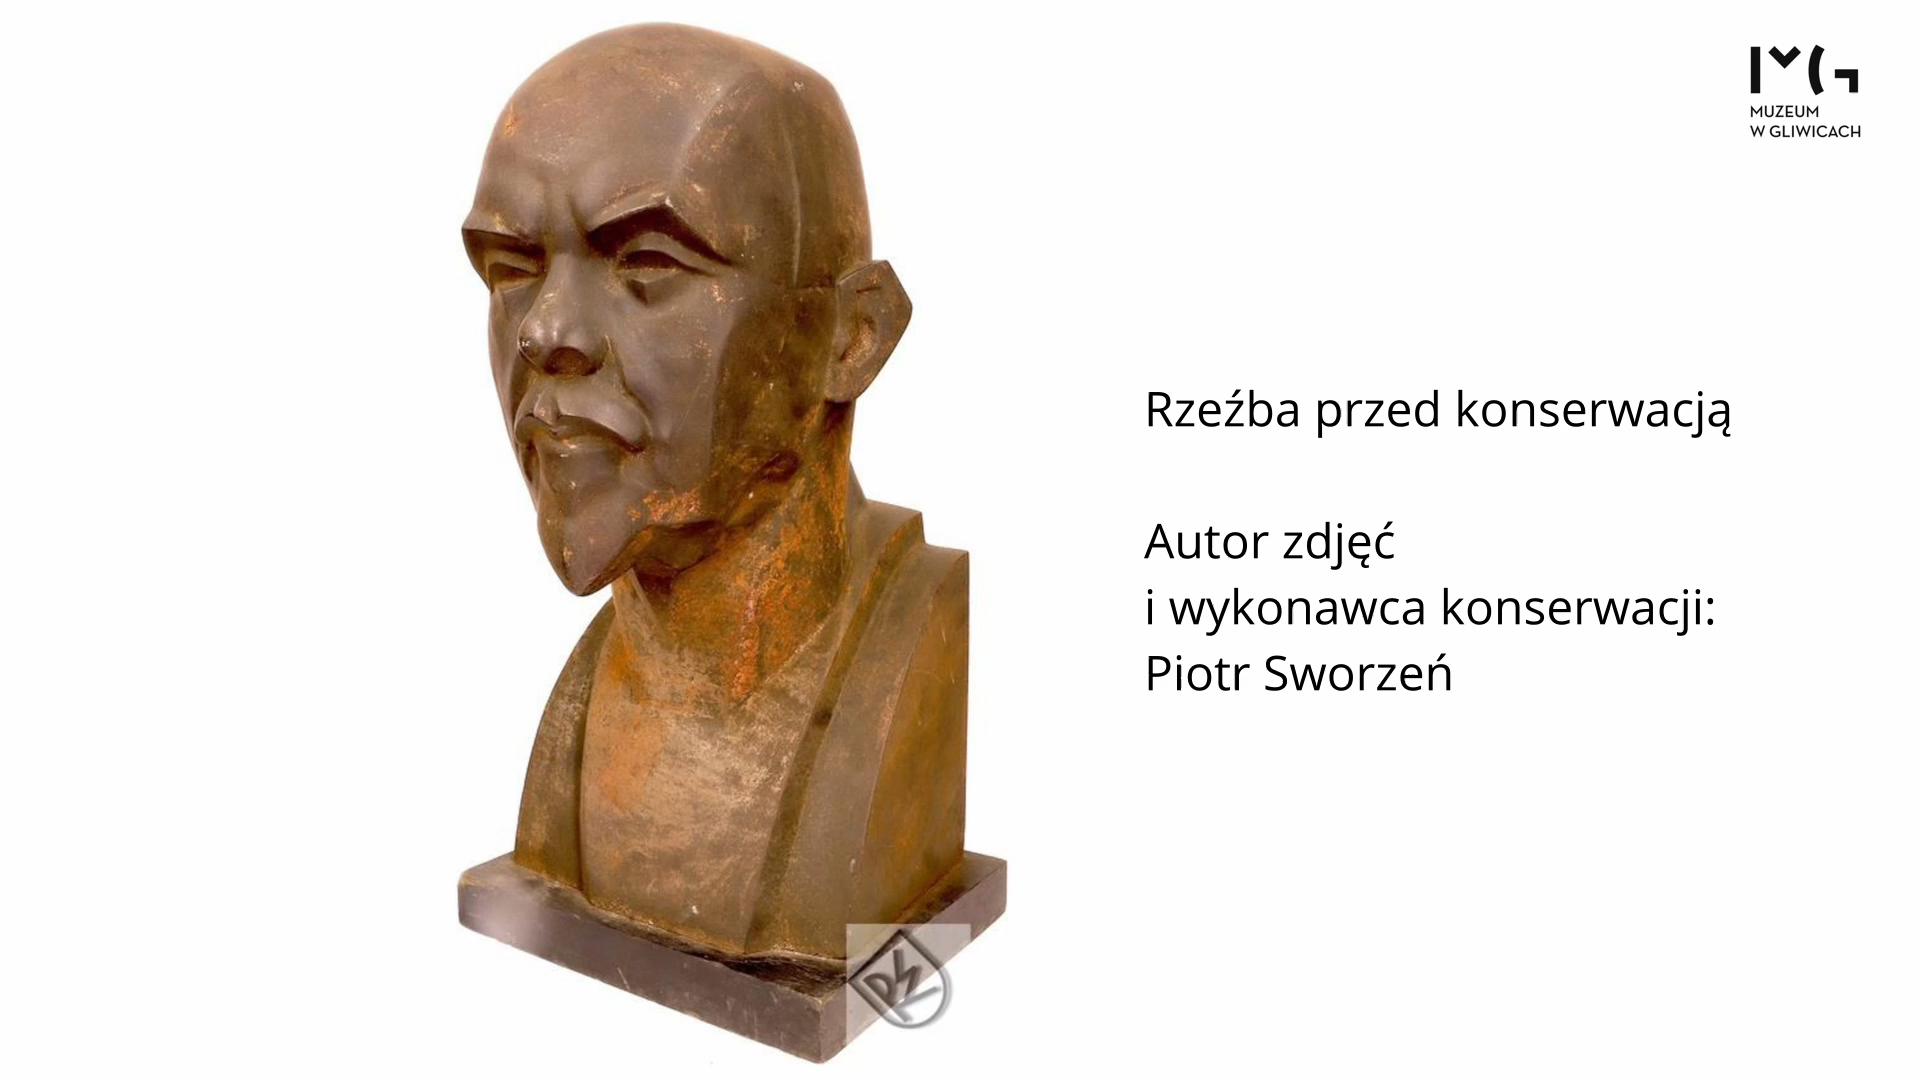 MUZEUM
W GLIWICACH
Rzeźba przed konserwacją
Autor zdjęć
i wykonawca konserwacji:
Piotr Sworzeń